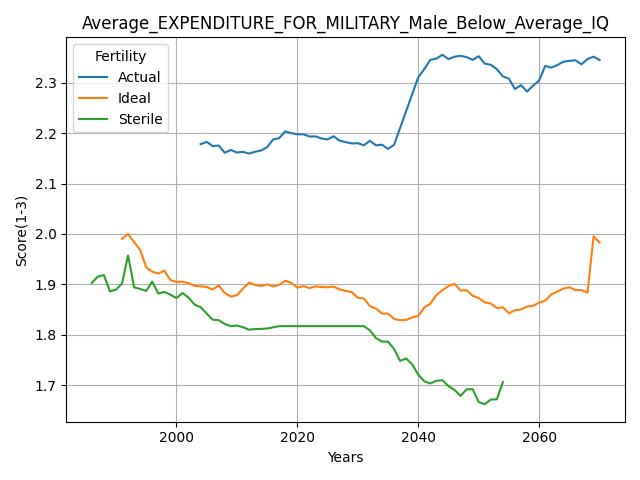 Average_EXPENDITURE_FOR_MILITARY_Male_Below_Average_IQ
Fertility
Actual
Ideal
Sterile
Score(1-3)
2.3
2.2
2.1
2.0
1.9
1.8
1.7
2000 2020 2040 2060
Years